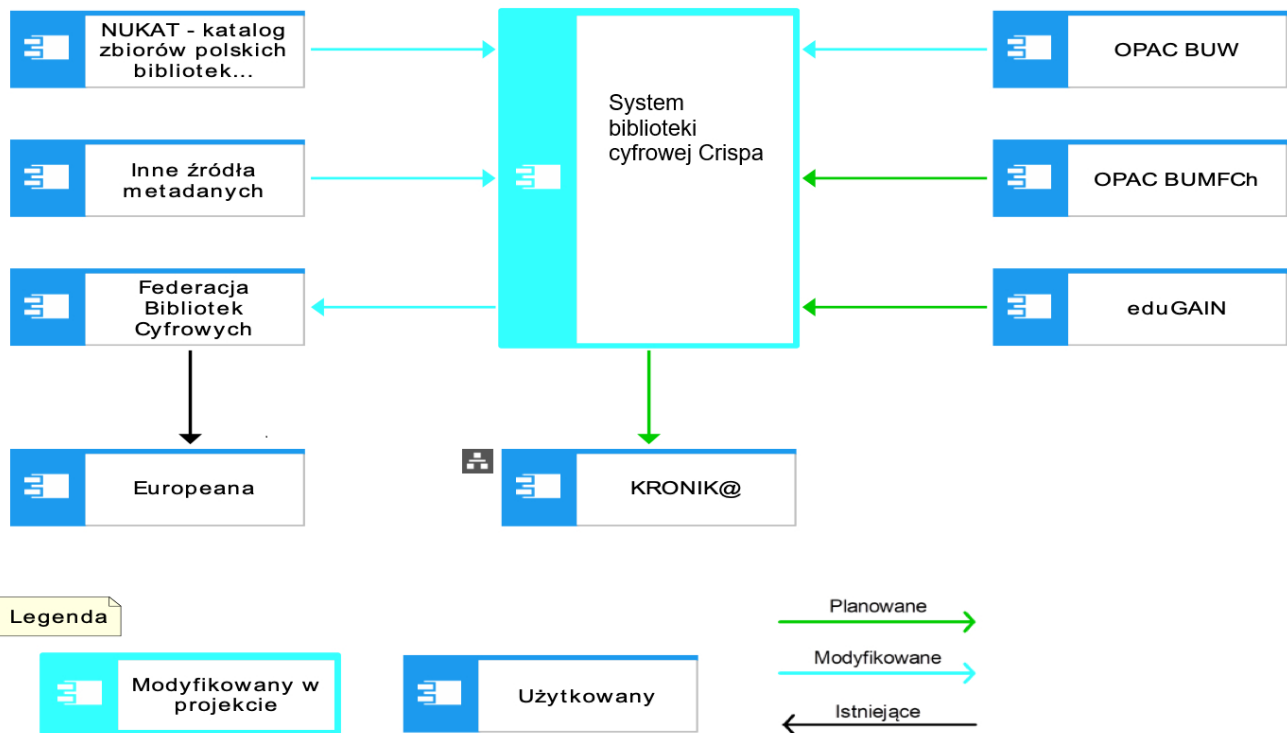 NUKAT - katalog
zbiorów polskich
bibliotek...
System
biblioteki
cyfrowej Crispa
OPAC BUW
Inne źródła
metadanych
OPAC BUMFCh
Federacja
Bibliotek
Cyfrowych
eduGAIN
Europeana
KRONIK@
Legenda
Planowane
Modyfikowany w
projekcie
Użytkowany
Modyfikowane
Istniejące